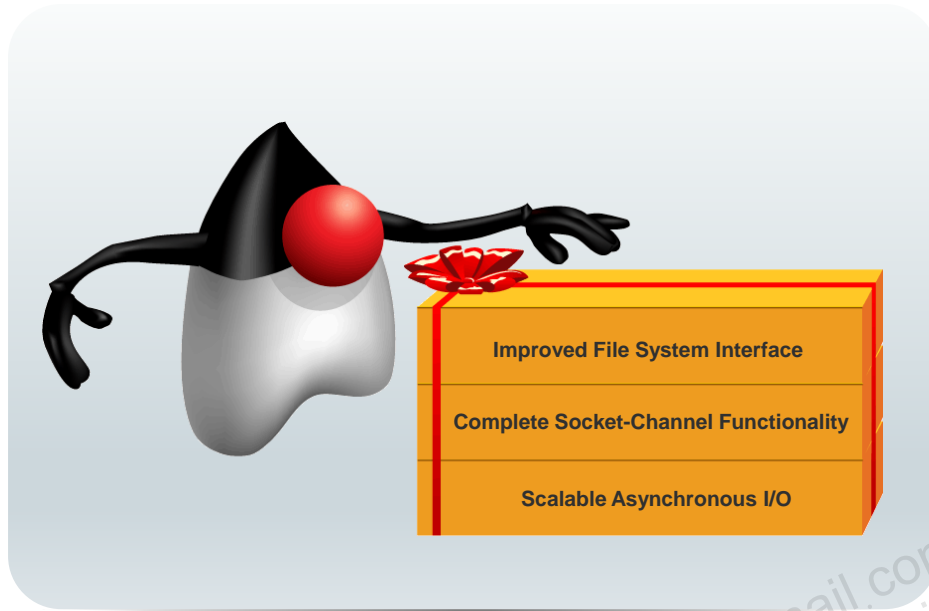 Improved File System Interface
Complete Socket-Channel Functionality
Scalable Asynchronous I/O